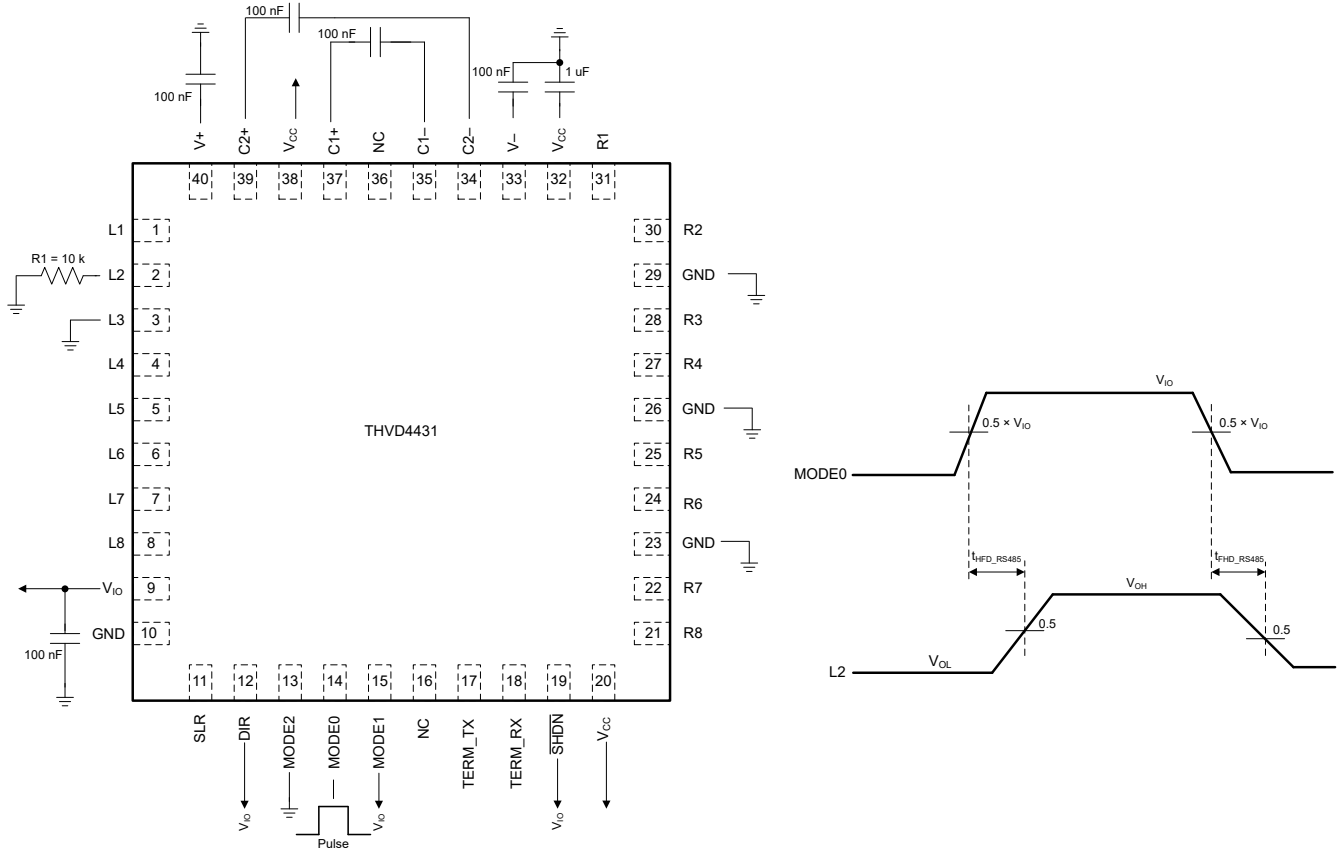 100 nF
100 nF
100 nF
100 nF
1 uF
V+
C2+
VCC
C1+
NC
C1–
C2–
V–
VCC
R1
40
39
38
37
36
35
34
33
32
31
L1 1
R1 = 10 k
L2 2
L3 3
L4 4
L5 5
L6 6
L7 7
L8 8
VIO 9
GND 10
100 nF
THVD4431
30 R2
29 GND
28 R3
27 R4
26 GND
25 R5
24 R6
23 GND
22 R7
21 R8
11
12
13
14
15
16
17
18
19
20
SLR
DIR
MODE2
MODE0
MODE1
NC
TERM_TX
TERM_RX
SHDN
VCC
VIO
Pulse
VIO
VIO
VIO
0.5 × VIO
0.5 × VIO
MODE0
tHFD_RS485
tFHD_RS485
VOH
0.5
0.5
VOL
L2